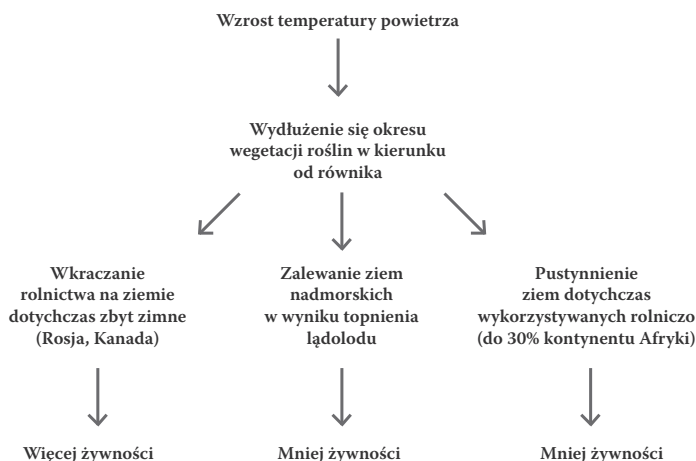 Wzrost temperatury powietrza
Wydłużenie się okresu
wegetacji roślin w kierunku
od równika
Wkraczanie
rolnictwa na ziemie
dotychczas zbyt zimne
(Rosja, Kanada)
Zalewanie ziem
nadmorskich
w wyniku topnienia
lądolodu
Pustynnienie
ziem dotychczas
wykorzystywanych rolniczo
(do 30% kontynentu Afryki)
Więcej żywności
Mniej żywności
Mniej żywności